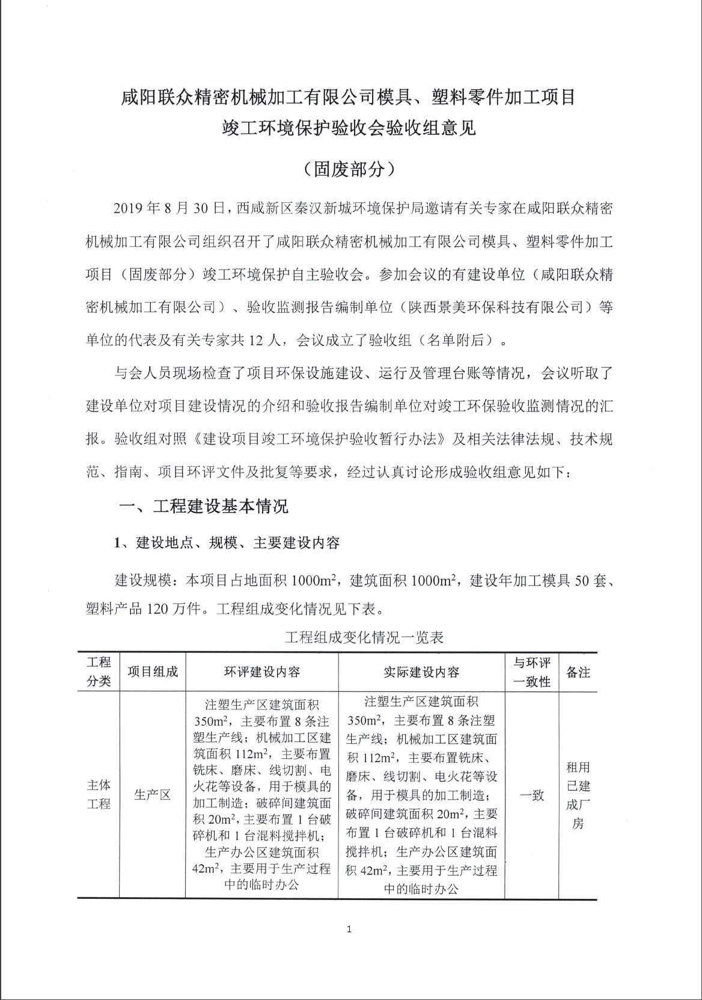 咸阳联众精密机械加工有限公司模具、塑料零件加工项目
竣工环境保护验收会验收组意见
（固废部分）
2019 年 8 月 30 日，西咸新区秦汉新城环境保护局邀请有关专家在咸阳联众精密
机械加工有限公司组织召开了咸阳联众精密机械加工有限公司模具、塑料零件加工
项目（固废部分）竣工环境保护自主验收会。参加会议的有建设单位（咸阳联众精
密机械加工有限公司）、验收监测报告编制单位（陕西景美环保科技有限公司）等
单位的代表及有关专家共 12 人，会议成立了验收组（名单附后）。
与会人员现场检查了项目环保设施建设、运行及管理台账等情况，会议听取了
建设单位对项目建设情况的介绍和验收报告编制单位对竣工环保验收监测情况的汇
报。验收组对照《建设项目竣工环境保护验收暂行办法》及相关法律法规、技术规
范、指南、项目环评文件及批复等要求，经过认真讨论形成验收组意见如下：
一、工程建设基本情况
1、建设地点、规模、主要建设内容
建设规模：本项目占地面积 1000m²，建筑面积 1000m²，建设年加工模具 50 套、
塑料产品 120 万件。工程组成变化情况见下表。
工程组成变化情况一览表
工程
分类
项目组成
环评建设内容
实际建设内容
与环评
一致性
备注
主体
工程
生产区
注塑生产区建筑面积
350m²，主要布置 8 条注
塑生产线；机械加工区建
筑面积 112m²，主要布置
铣床、磨床、线切割、电
火花等设备，用于模具的
加工制造；破碎间建筑面
积 20m²，主要布置 1 台破
碎机和 1 台混料搅拌机；
生产办公区建筑面积
42m²，主要用于生产过程
中的临时办公
注塑生产区建筑面积
350m²，主要布置 8 条注塑
生产线；机械加工区建筑面
积 112m²，主要布置铣床、
磨床、线切割、电火花等设
备，用于模具的加工制造；
破碎间建筑面积 20m²，主要
布置 1 台破碎机和 1 台混料
搅拌机；生产办公区建筑面
积 42m²，主要用于生产过程
中的临时办公
一致
租用
已建
成厂
房
1